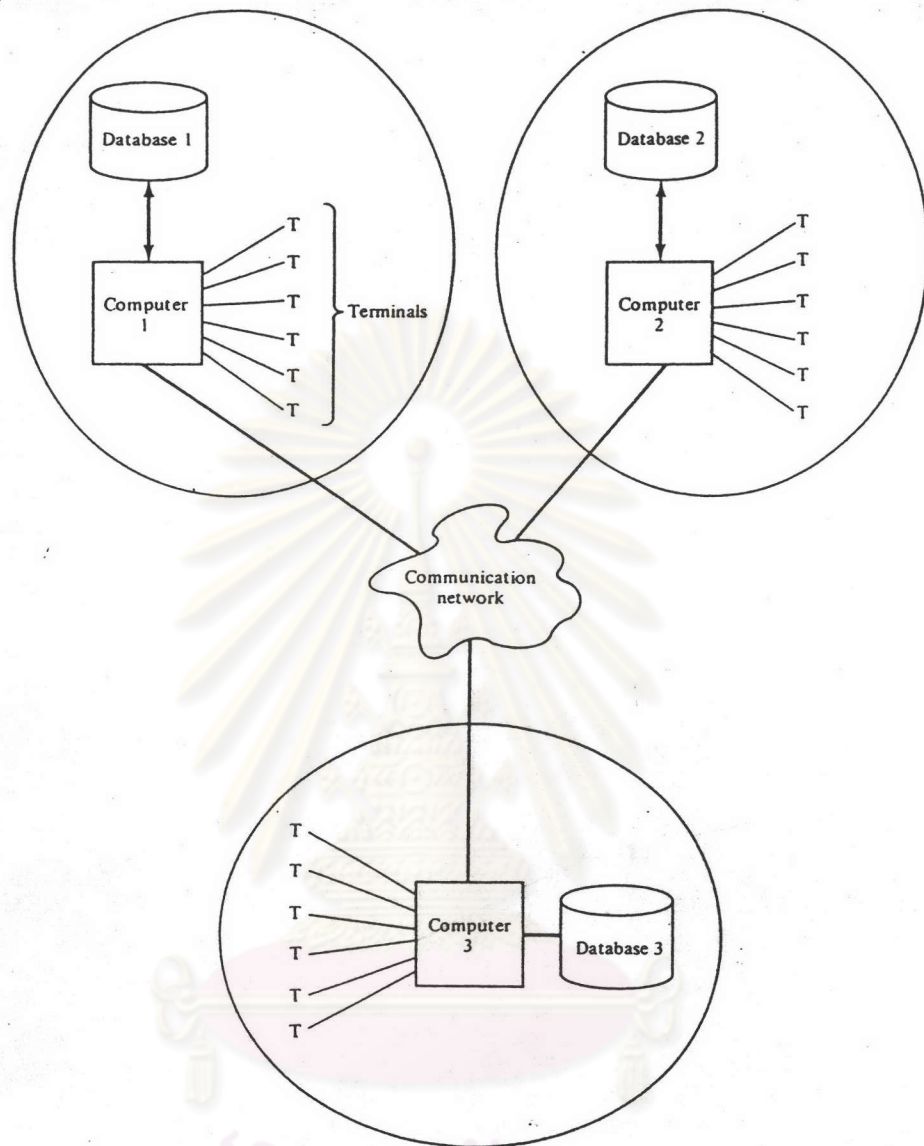 Database 1
Computer
1
T
T
T
T
T
T
Terminals
Database 2
Computer
2
T
T
T
T
T
T
Communication
network
T
T
T
T
T
T
Computer
3
Database 3